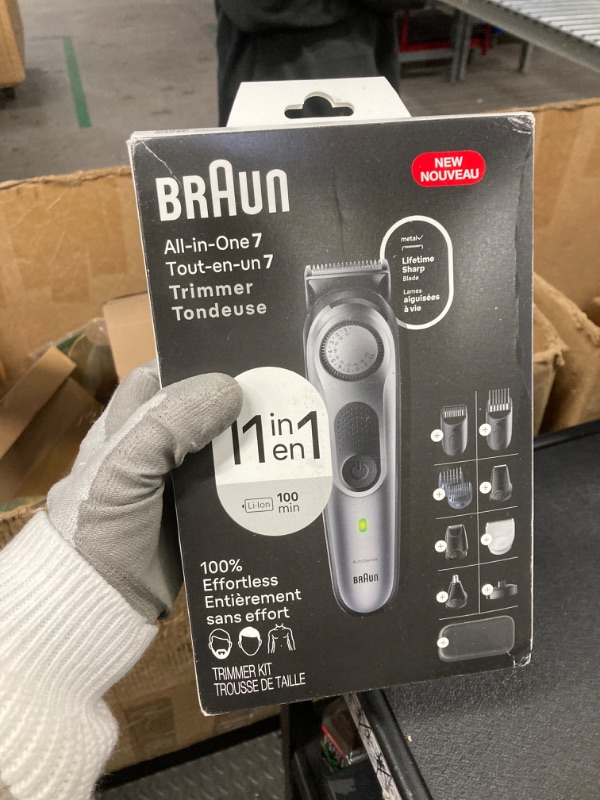 BRAUN
All-in-One 7
Tout-en-un 7
Trimmer
Tondeuse
NEW
NOUVEAU
metal
Lifetime
Sharp
Blade
Lames
aiguisées
à vie
11 in en 1
Li-Ion 100 min
AutoSense
BRAUN
100%
Effortless
Entièrement
sans effort
TRIMMER KIT
TROUSSE DE TAILLE